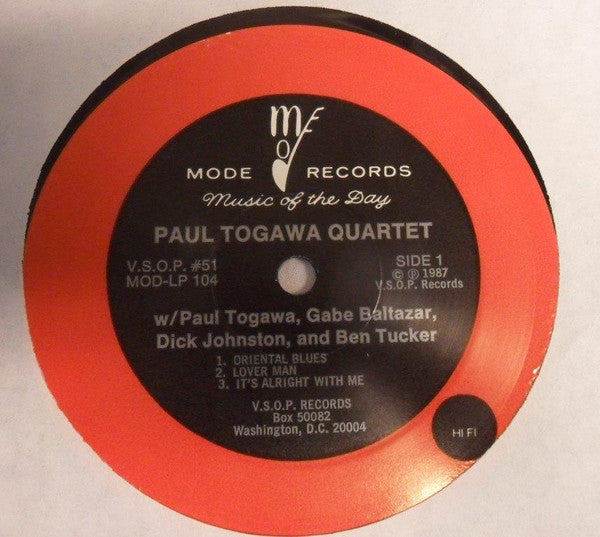 MODE
MODE RECORDS
Music of the Day
PAUL TOGAWA QUARTET
V.S.O.P. #51
MOD-LP 104
SIDE 1
© ℗ 1987
V.S.O.P. Records
w/Paul Togawa, Gabe Baltazar,
Dick Johnston, and Ben Tucker
1. ORIENTAL BLUES
2. LOVER MAN
3. IT'S ALRIGHT WITH ME
V.S.O.P. RECORDS
Box 50082
Washington, D.C. 20004
HI FI